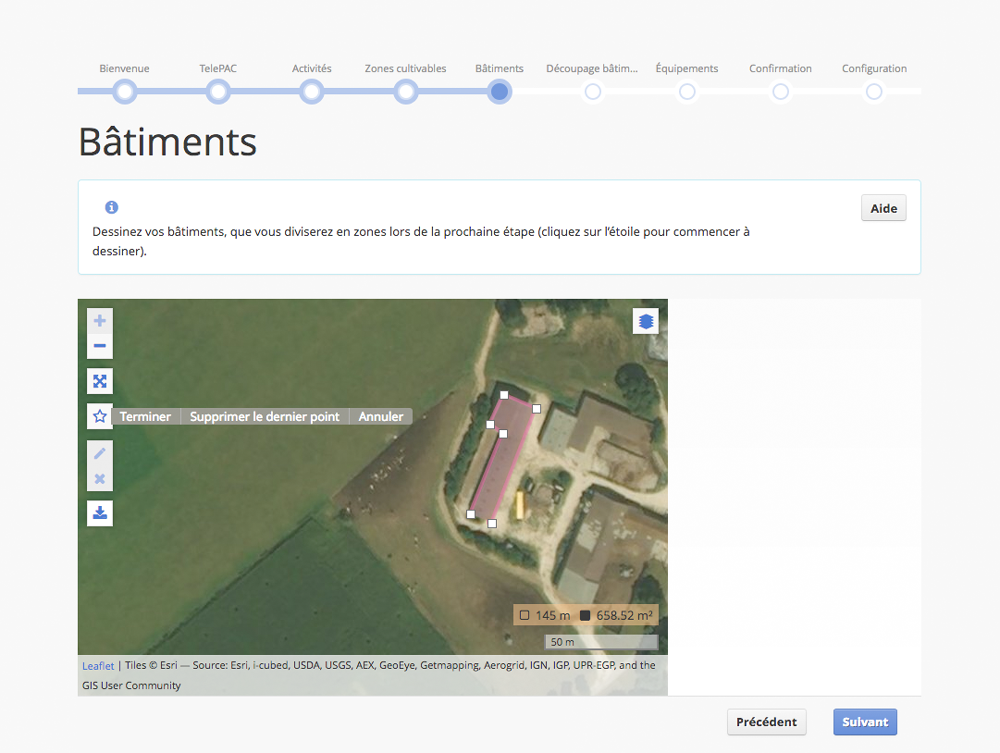 Bienvenue TelePAC Activités Zones cultivables Bâtiments Découpage bâtim... Équipements Confirmation Configuration
Bâtiments
Aide
Dessinez vos bâtiments, que vous diviserez en zones lors de la prochaine étape (cliquez sur l’étoile pour commencer à
dessiner).
Terminer Supprimer le dernier point Annuler
145 m 658.52 m²
50 m
Leaflet | Tiles © Esri — Source: Esri, i-cubed, USDA, USGS, AEX, GeoEye, Getmapping, Aerogrid, IGN, IGP, UPR-EGP, and the
GIS User Community
Précédent Suivant